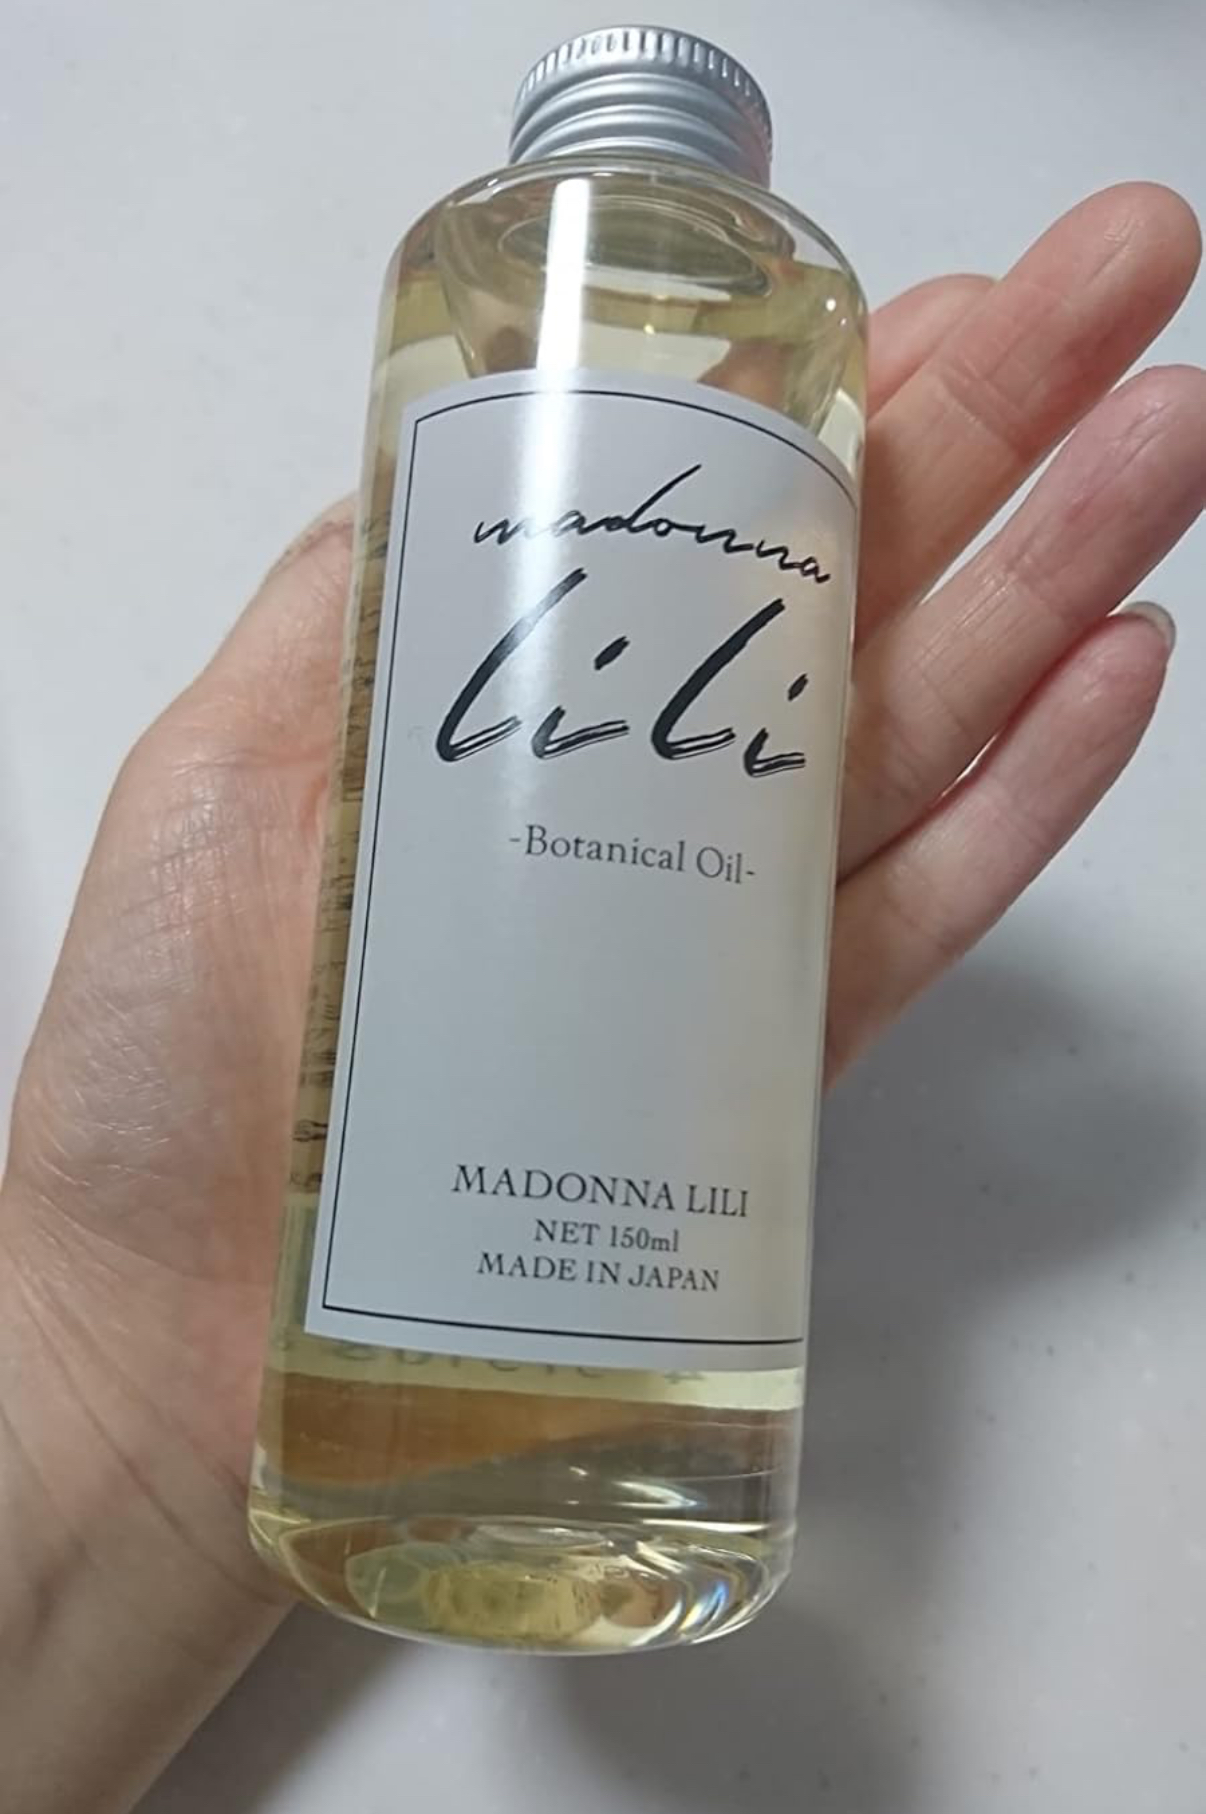 madonna
lili
-Botanical Oil-
MADONNA LILI
NET 150ml
MADE IN JAPAN